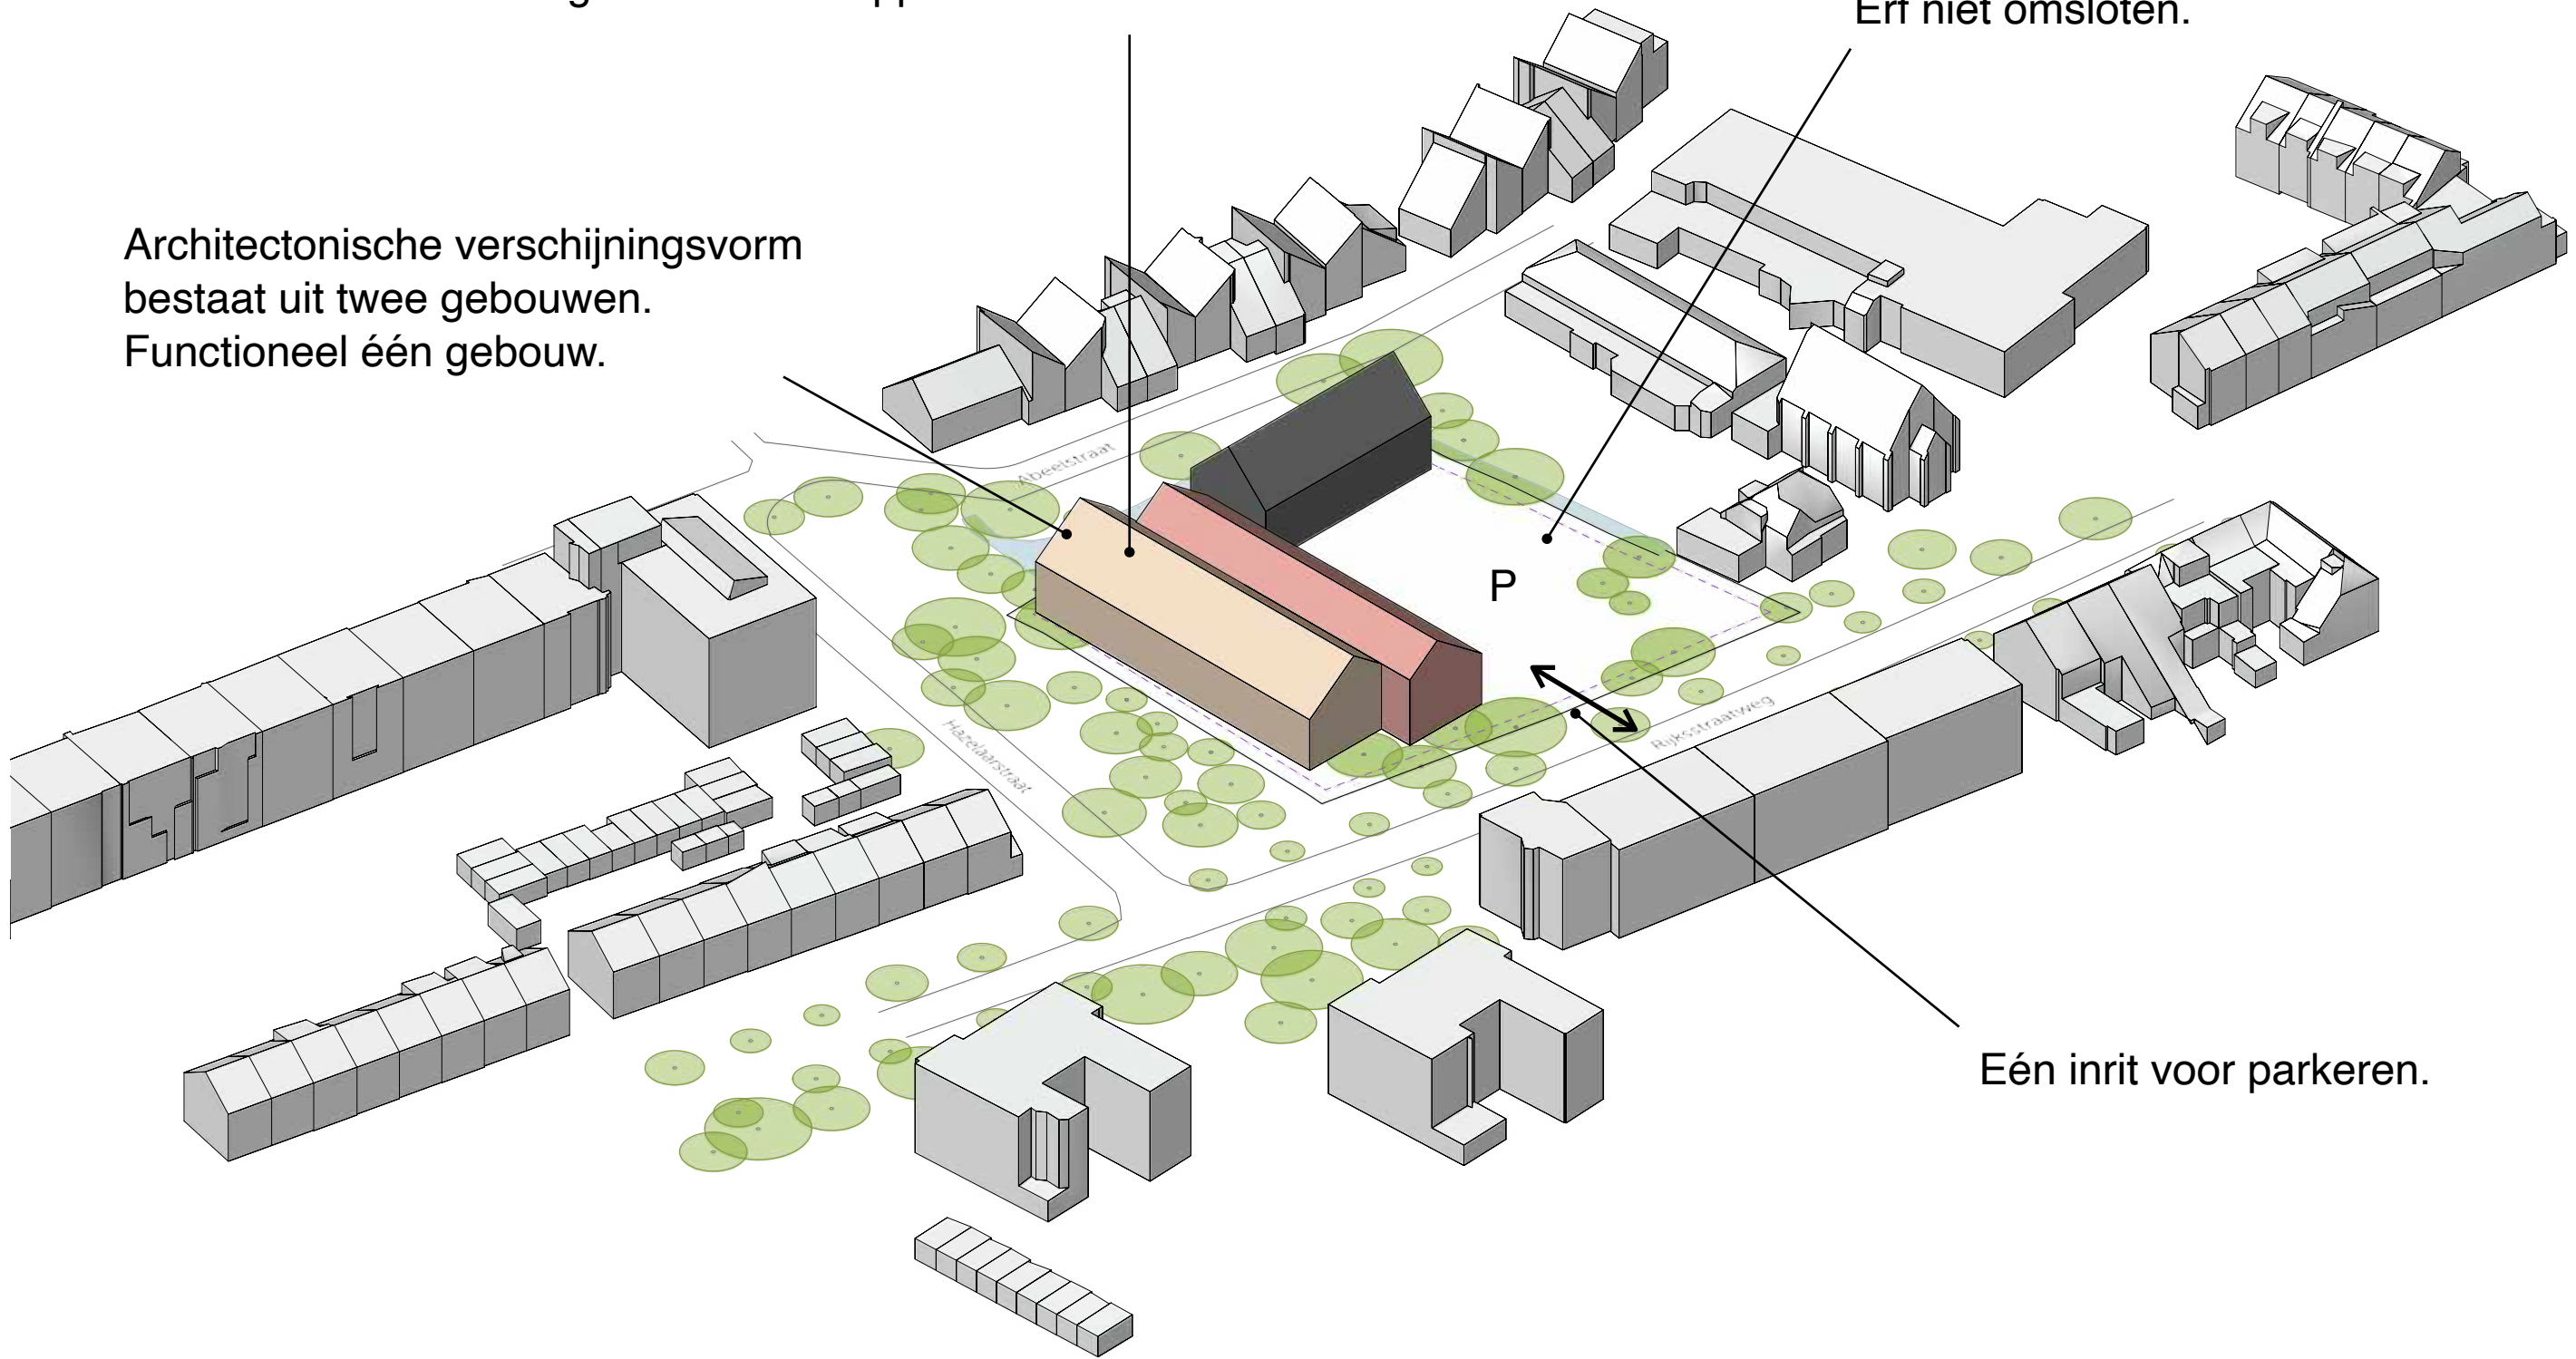 Erf niet omsloten.
Architectonische verschijningsvorm
bestaat uit twee gebouwen.
Functioneel één gebouw.
Abeelstraat
P
Hazelaarstraat
Rijksstraatweg
Eén inrit voor parkeren.